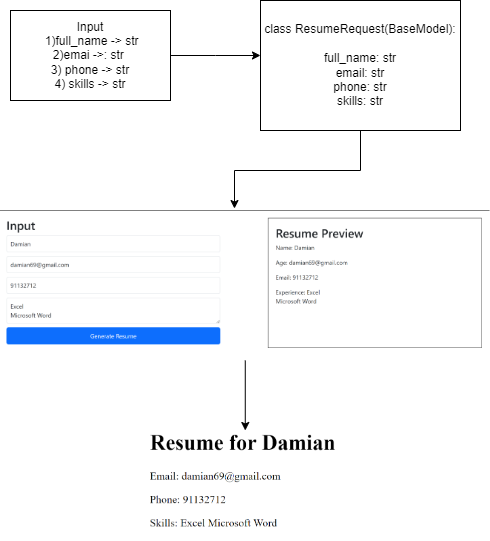 Input
1)full_name -> str
2)emai ->: str
3) phone -> str
4) skills -> str
class ResumeRequest(BaseModel):
full_name: str
email: str
phone: str
skills: str
Input
Damian
damian69@gmail.com
91132712
Excel
Microsoft Word
Generate Resume
Resume Preview
Name: Damian
Age: damian69@gmail.com
Email: 91132712
Experience: Excel
Microsoft Word
Resume for Damian
Email: damian69@gmail.com
Phone: 91132712
Skills: Excel Microsoft Word